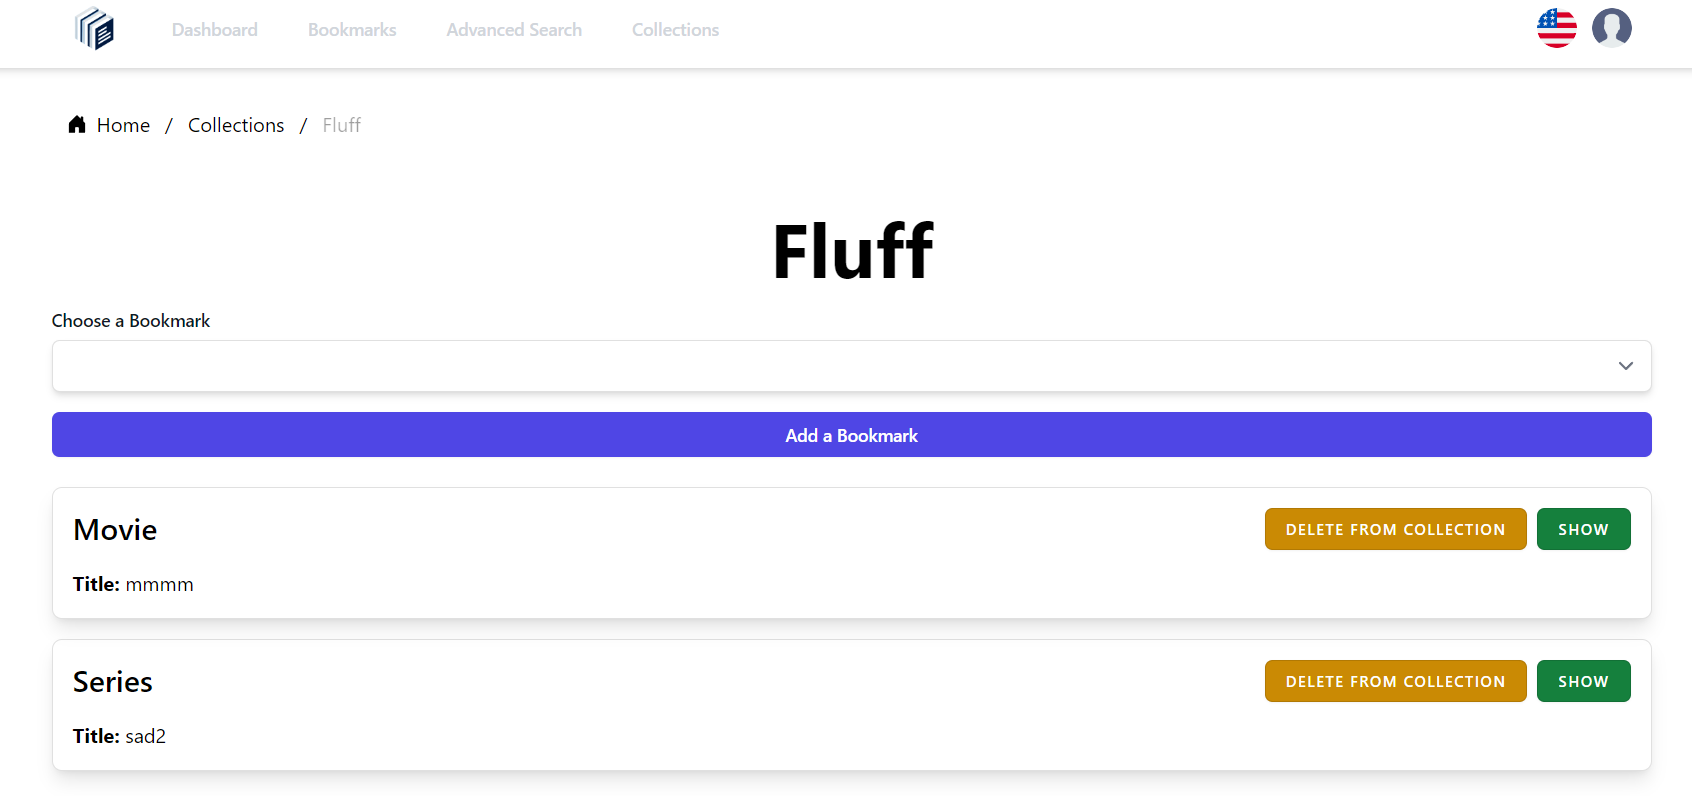 Dashboard Bookmarks Advanced Search Collections
Home / Collections / Fluff
Fluff
Choose a Bookmark
Add a Bookmark
Movie DELETE FROM COLLECTION SHOW
Title: mmmm
Series DELETE FROM COLLECTION SHOW
Title: sad2